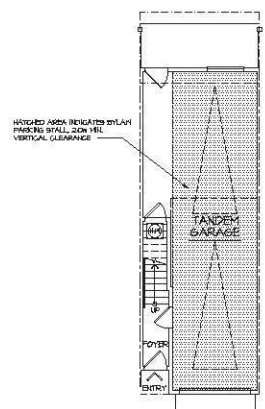 HATCHED AREA INDICATES BYLAW
PARKING STALL, 2.0m MIN.
VERTICAL CLEARANCE
TANDEM
GARAGE
UP
FOYER
ENTRY